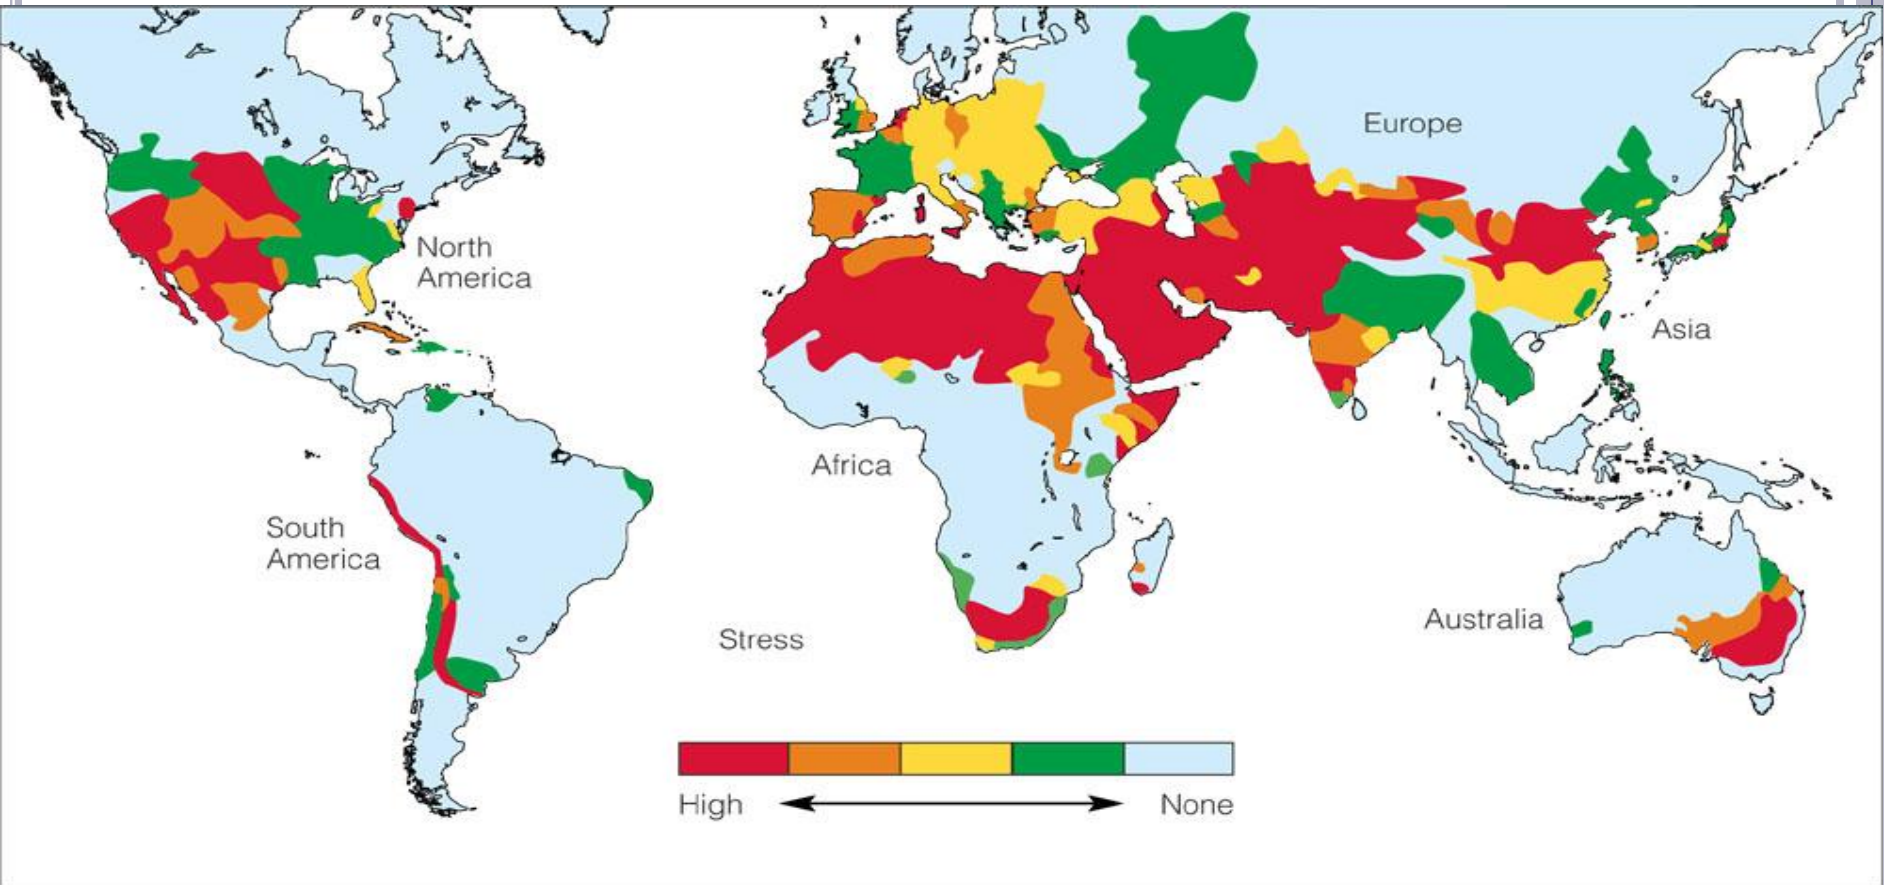 Europe
North
America
Asia
Africa
South
America
Australia
Stress
High
None